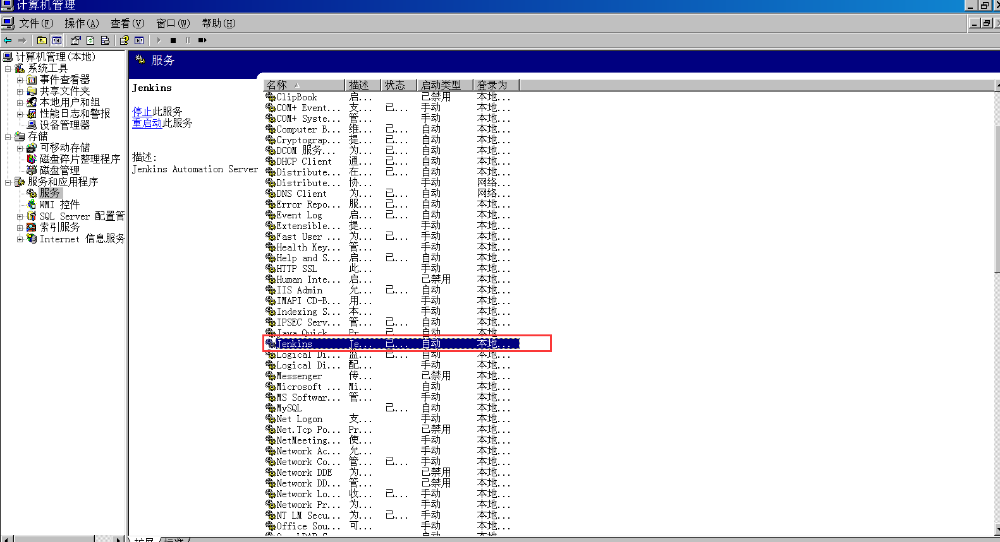 计算机管理
文件(F) 操作(A) 查看(V) 窗口(W) 帮助(H)
计算机管理(本地)
系统工具
事件查看器
共享文件夹
本地用户和组
性能日志和警报
设备管理器
存储
可移动存储
磁盘碎片整理程序
磁盘管理
服务和应用程序
服务
WMI 控件
SQL Server 配置管
索引服务
Internet 信息服务
服务
Jenkins
停止此服务
重启动此服务
描述:
Jenkins Automation Server
名称 描述 状态 启动类型 登录为
ClipBook 启... 已禁用 本地...
COM+ Event... 支... 已... 手动 本地...
COM+ Syste... 管... 手动 本地...
Computer B... 维... 已... 自动 本地...
Cryptograp... 提... 已... 自动 本地...
DCOM 服务... 为... 已... 自动 本地...
DHCP Client 通... 已... 自动 本地...
Distribute... 在... 已... 自动 本地...
Distribute... 协... 手动 网络...
DNS Client 为... 已... 自动 网络...
Error Repo... 服... 已... 自动 本地...
Event Log 启... 已... 自动 本地...
Extensible... 提... 手动 本地...
Fast User ... 为... 已... 手动 本地...
Health Key... 管... 手动 本地...
Help and S... 启... 已... 自动 本地...
HTTP SSL 此... 手动 本地...
Human Inte... 启... 已禁用 本地...
IIS Admin 允... 已... 自动 本地...
IMAPI CD-B... 用... 手动 本地...
Indexing S... 本... 手动 本地...
IPSEC Serv... 管... 已... 自动 本地...
Java Quick Pr 已 自动 本地
Jenkins Je... 已... 自动 本地...
Logical Di... 监... 已... 自动 本地...
Logical Di... 配... 手动 本地...
Messenger 传... 已禁用 本地...
Microsoft ... Mi... 自动 本地...
MS Softwar... 管... 手动 本地...
MySQL 已... 自动 本地...
Net Logon 支... 手动 本地...
Net.Tcp Po... Pr... 已禁用 本地...
NetMeeting... 使... 手动 本地...
Network Ac... 允... 手动 本地...
Network Co... 管... 已... 手动 本地...
Network DDE 为... 已禁用 本地...
Network DD... 管... 已禁用 本地...
Network Lo... 收... 已... 手动 本地...
Network Pr... 为... 手动 本地...
NT LM Secu... 为... 已... 手动 本地...
Office Sou... 可... 手动 本地...
扩展 标准